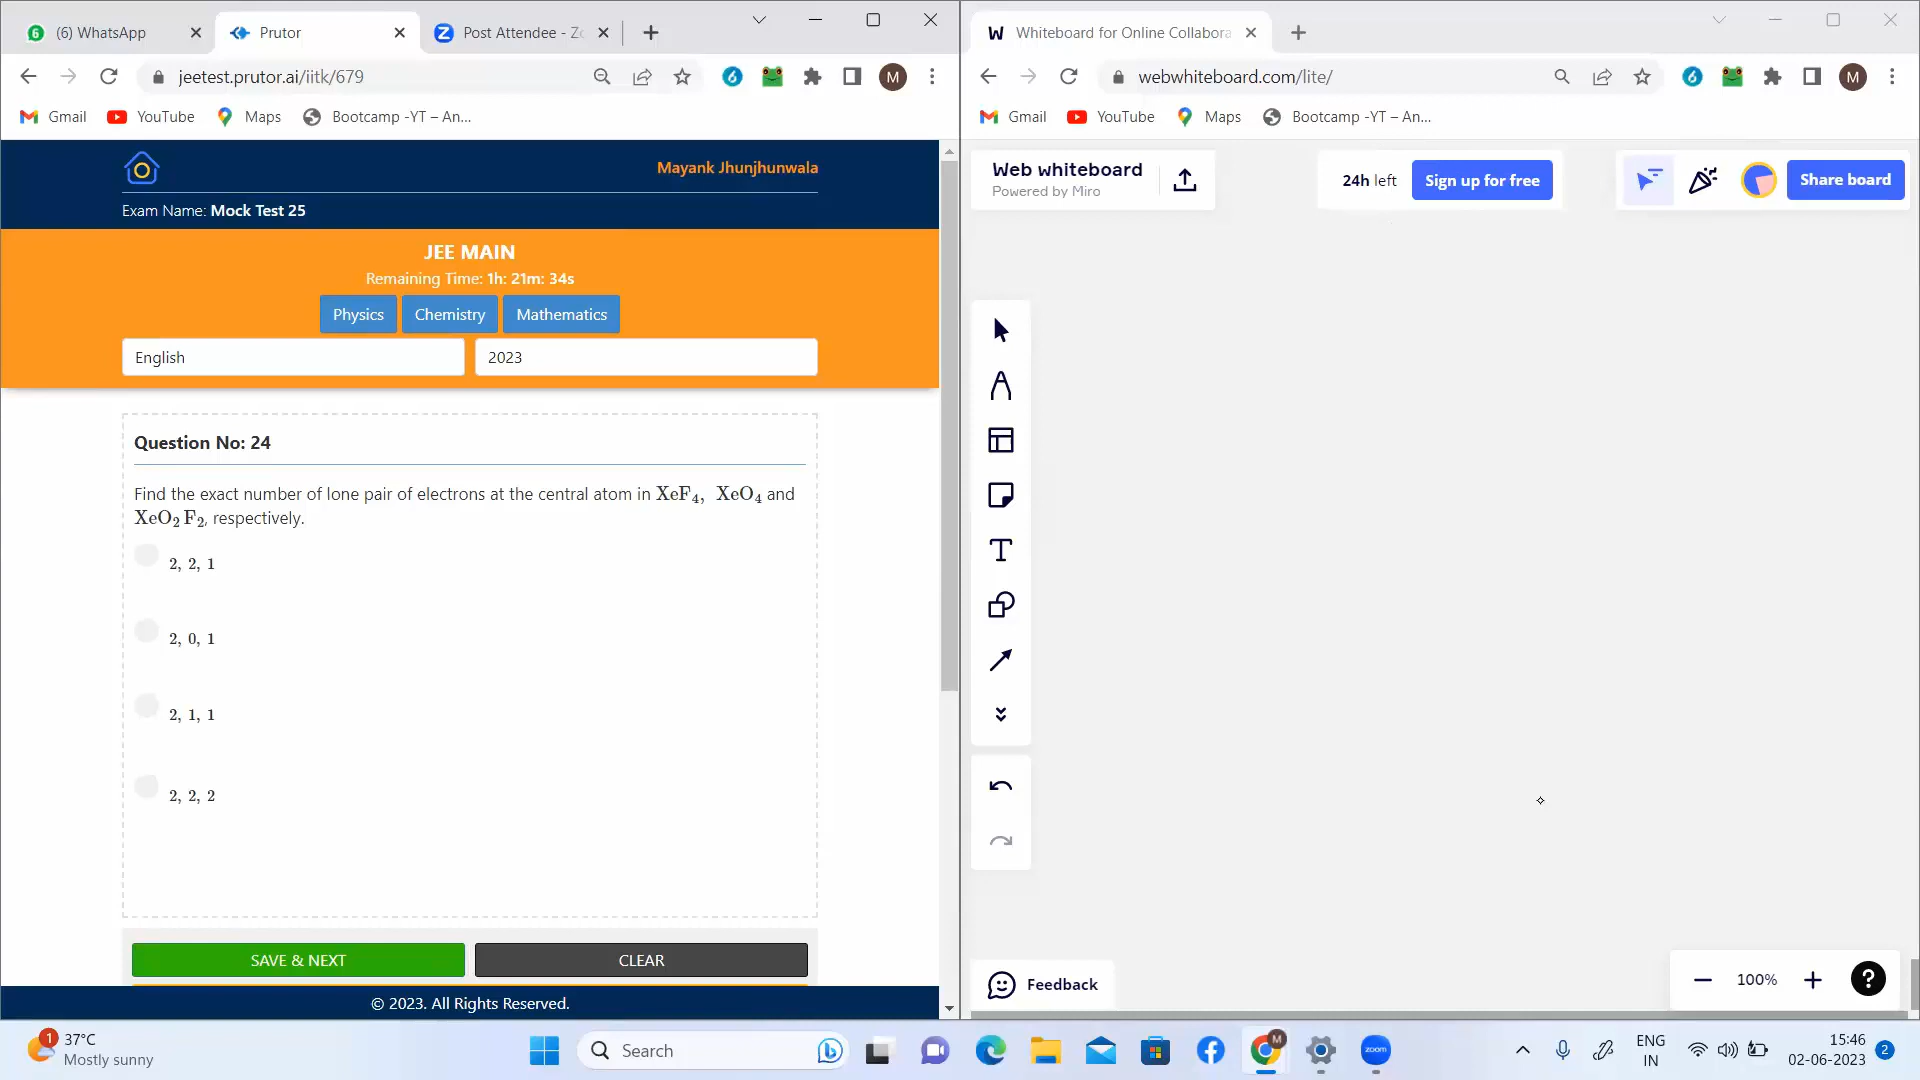 (6) WhatsApp
Prutor
Post Attendee - Zo
jeetest.prutor.ai/iitk/679
M
Gmail
YouTube
Maps
Bootcamp -YT – An...
Mayank Jhunjhunwala
Exam Name: Mock Test 25
JEE MAIN
Remaining Time: 1h: 21m: 34s
Physics
Chemistry
Mathematics
English
2023
Question No: 24
Find the exact number of lone pair of electrons at the central atom in XeF₄, XeO₄ and
XeO₂ F₂, respectively.
2, 2, 1
2, 0, 1
2, 1, 1
2, 2, 2
SAVE & NEXT
CLEAR
© 2023. All Rights Reserved.
Whiteboard for Online Collabora
webwhiteboard.com/lite/
M
Gmail
YouTube
Maps
Bootcamp -YT – An...
Web whiteboard
Powered by Miro
24h left
Sign up for free
Share board
Feedback
100%
?
1
37°C
Mostly sunny
Search
M
zoom
ENG
IN
15:46
02-06-2023
2